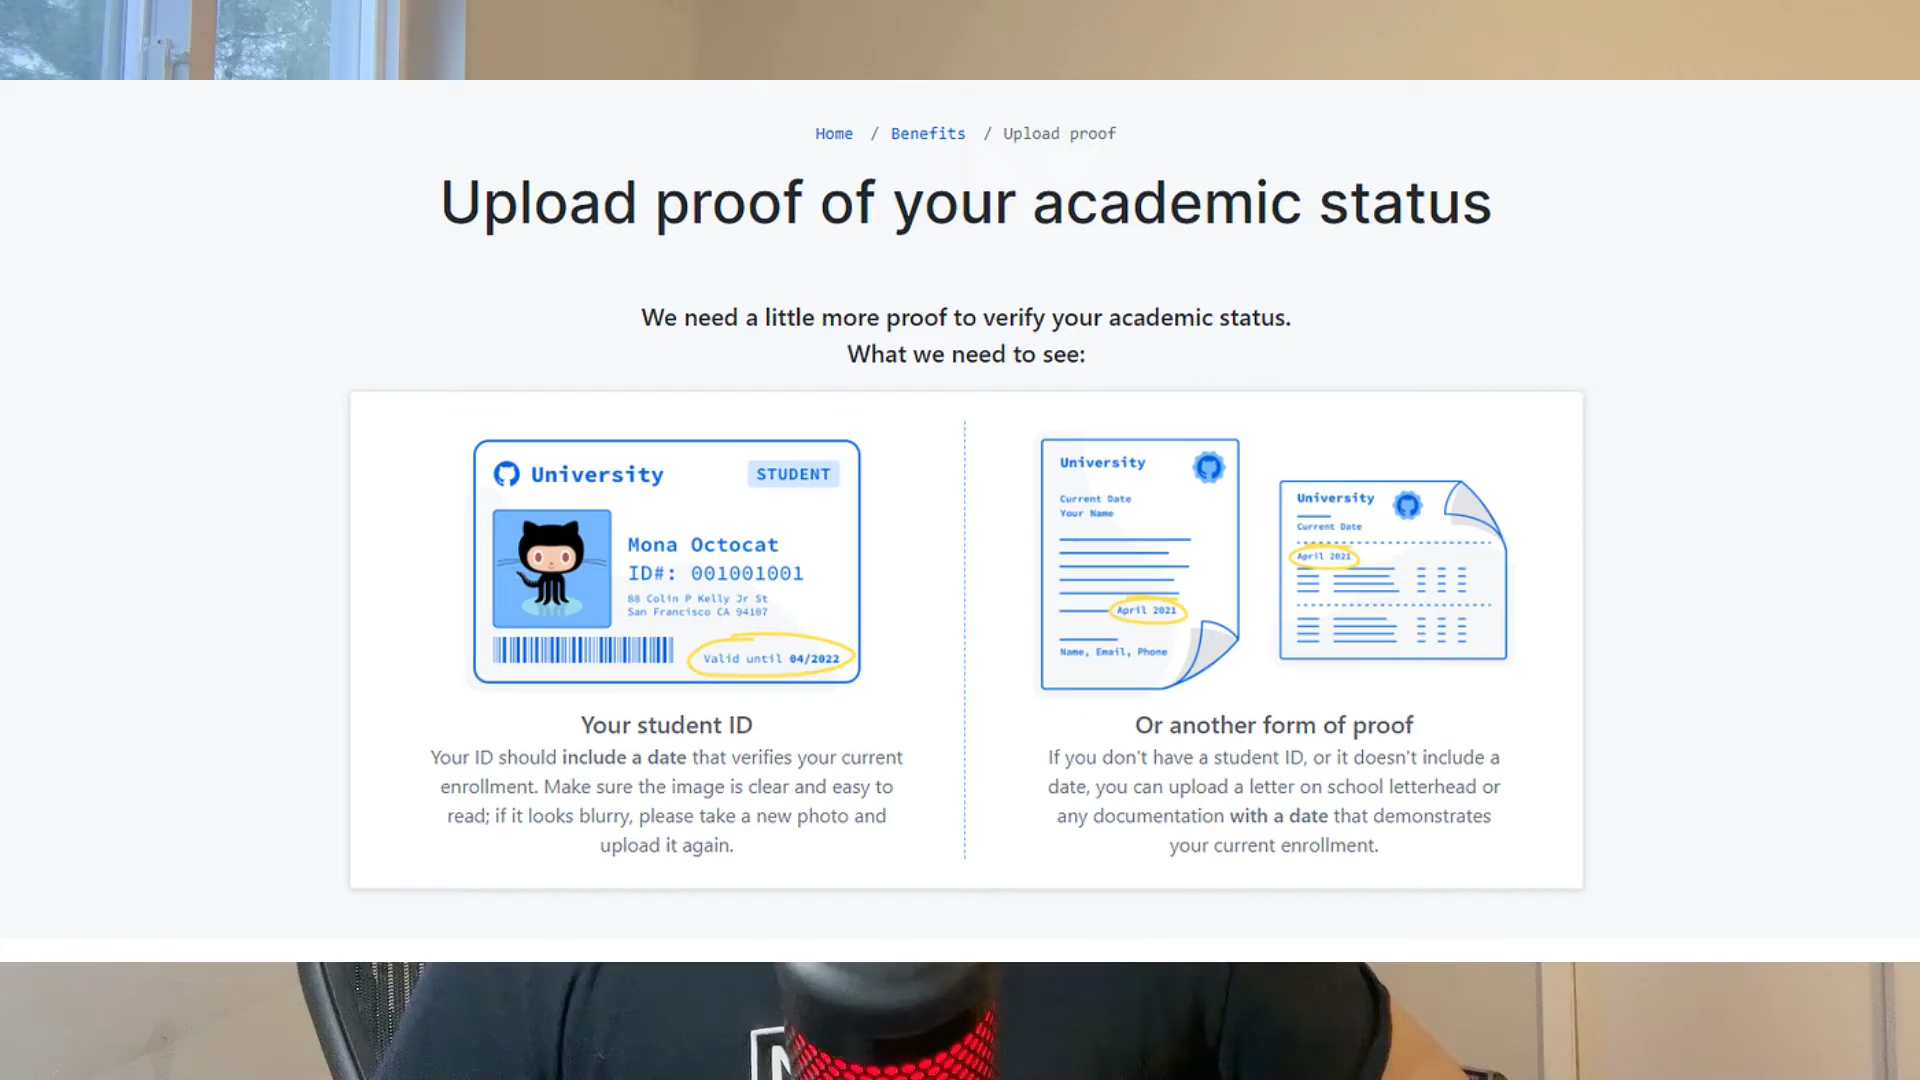 Home / Benefits / Upload proof
Upload proof of your academic status
We need a little more proof to verify your academic status.
What we need to see:
University
STUDENT
Mona Octocat
ID#: 001001001
88 Colin P Kelly Jr St
San Francisco CA 94107
Valid until 04/2022
Your student ID
Your ID should include a date that verifies your current
enrollment. Make sure the image is clear and easy to
read; if it looks blurry, please take a new photo and
upload it again.
University
Current Date
Your Name
April 2021
Name, Email, Phone
University
Current Date
April 2021
Or another form of proof
If you don't have a student ID, or it doesn't include a
date, you can upload a letter on school letterhead or
any documentation with a date that demonstrates
your current enrollment.